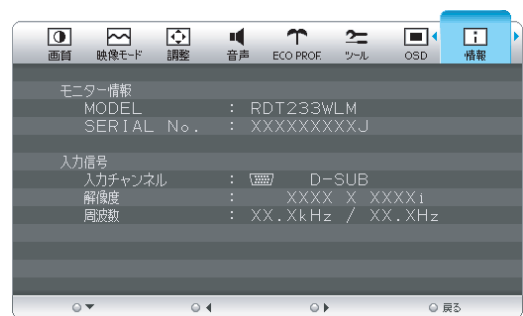 画質 映像モード 調整 音声 ECO PROF. ツール OSD 情報
モニター情報
MODEL : RDT233WLM
SERIAL No. : XXXXXXXXXJ
入力信号
入力チャンネル : D-SUB
解像度 : XXXX X XXXXi
周波数 : XX.XkHz / XX.XHz
戻る